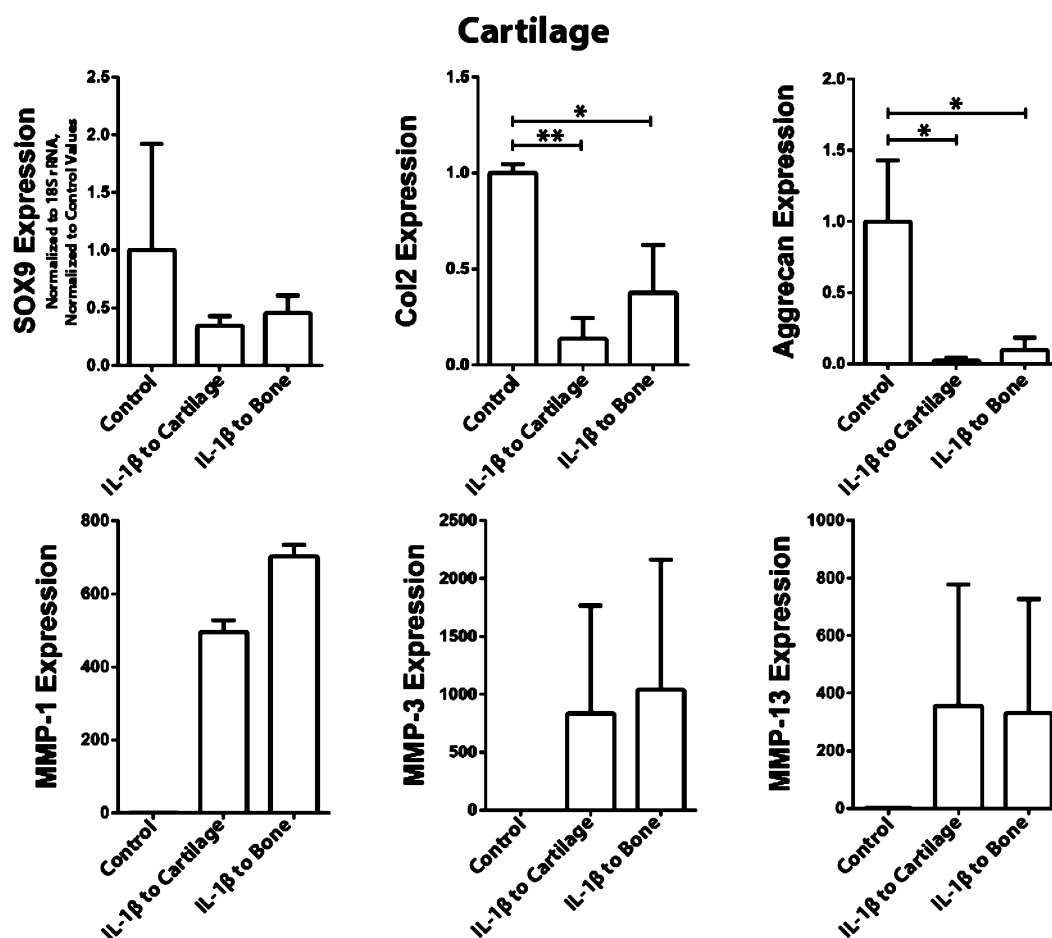 Cartilage
SOX9 Expression
Normalized to 18S rRNA,
Normalized to Control Values
2.5
2.0
1.5
1.0
0.5
0.0
Control
IL-1β to Cartilage
IL-1β to Bone
Col2 Expression
1.5
1.0
0.5
0.0
**
*
Control
IL-1β to Cartilage
IL-1β to Bone
Aggrecan Expression
2.0
1.5
1.0
0.5
0.0
*
*
Control
IL-1β to Cartilage
IL-1β to Bone
MMP-1 Expression
800
600
400
200
0
Control
IL-1β to Cartilage
IL-1β to Bone
MMP-3 Expression
2500
2000
1500
1000
500
0
Control
IL-1β to Cartilage
IL-1β to Bone
MMP-13 Expression
1000
800
600
400
200
0
Control
IL-1β to Cartilage
IL-1β to Bone